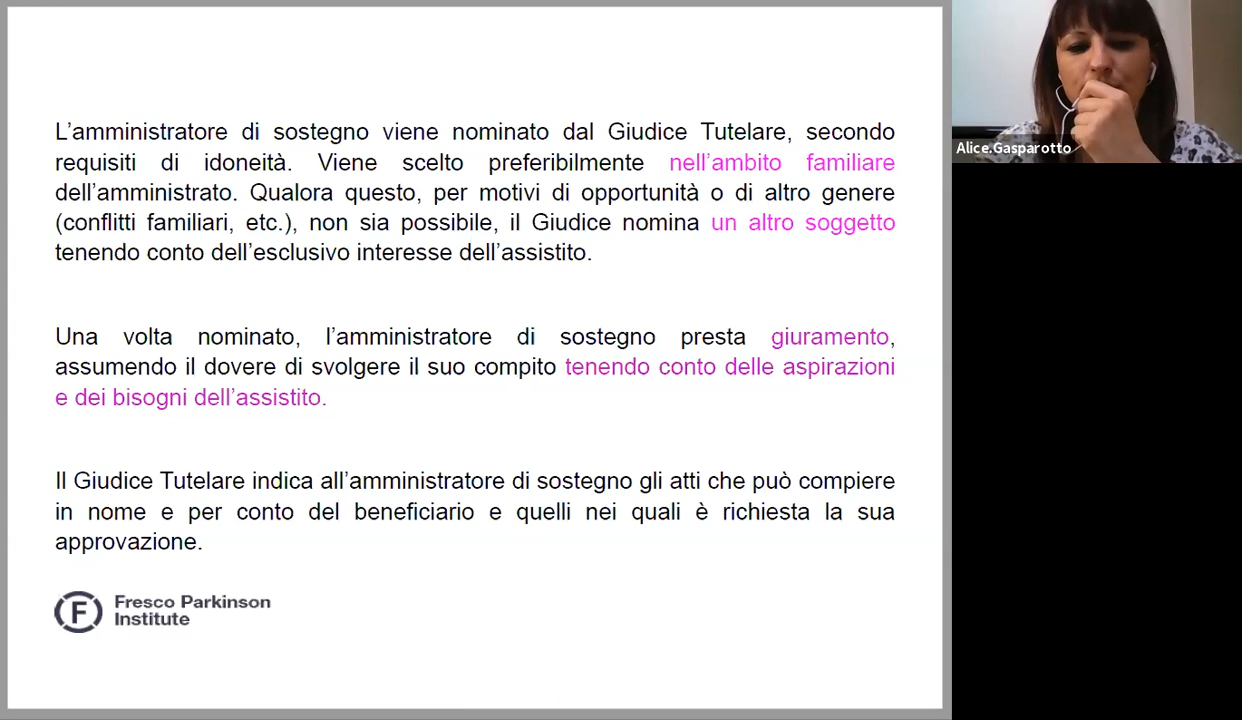 L’amministratore di sostegno viene nominato dal Giudice Tutelare, secondo
requisiti di idoneità. Viene scelto preferibilmente nell’ambito familiare
dell’amministrato. Qualora questo, per motivi di opportunità o di altro genere
(conflitti familiari, etc.), non sia possibile, il Giudice nomina un altro soggetto
tenendo conto dell’esclusivo interesse dell’assistito.
Una volta nominato, l’amministratore di sostegno presta giuramento,
assumendo il dovere di svolgere il suo compito tenendo conto delle aspirazioni
e dei bisogni dell’assistito.
Il Giudice Tutelare indica all’amministratore di sostegno gli atti che può compiere
in nome e per conto del beneficiario e quelli nei quali è richiesta la sua
approvazione.
F
Fresco Parkinson
Institute
Alice.Gasparotto